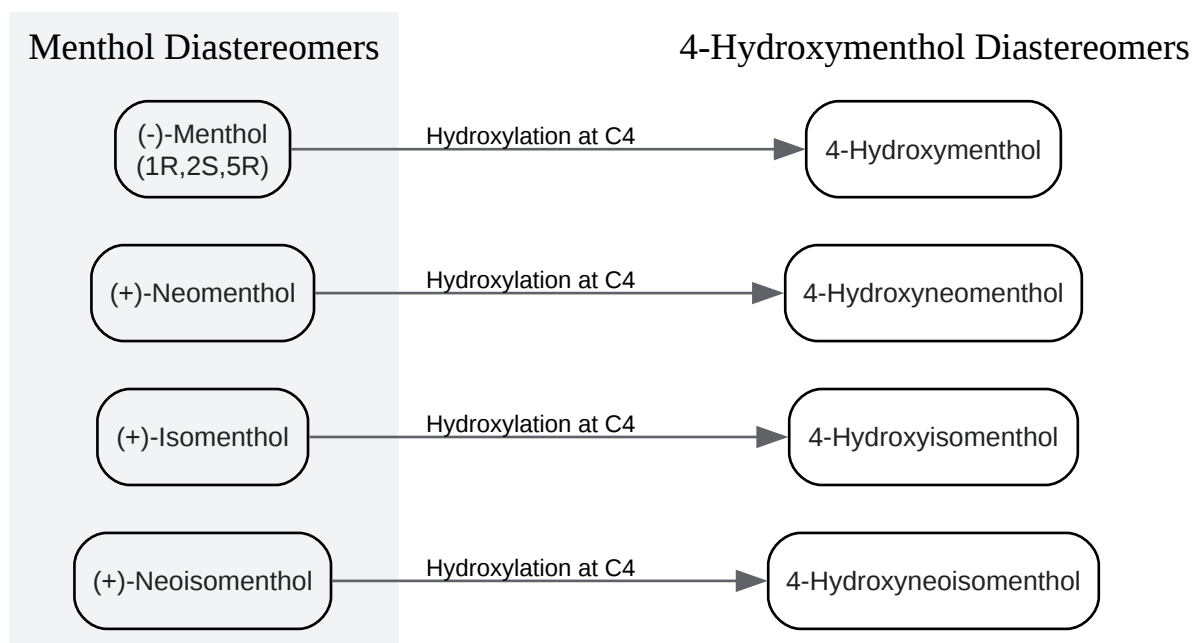 Menthol Diastereomers
4-Hydroxymenthol Diastereomers
(-)-Menthol
(1R,2S,5R)
Hydroxylation at C4
4-Hydroxymenthol
(+)-Neomenthol
Hydroxylation at C4
4-Hydroxyneomenthol
(+)-Isomenthol
Hydroxylation at C4
4-Hydroxyisomenthol
(+)-Neoisomenthol
Hydroxylation at C4
4-Hydroxyneoisomenthol